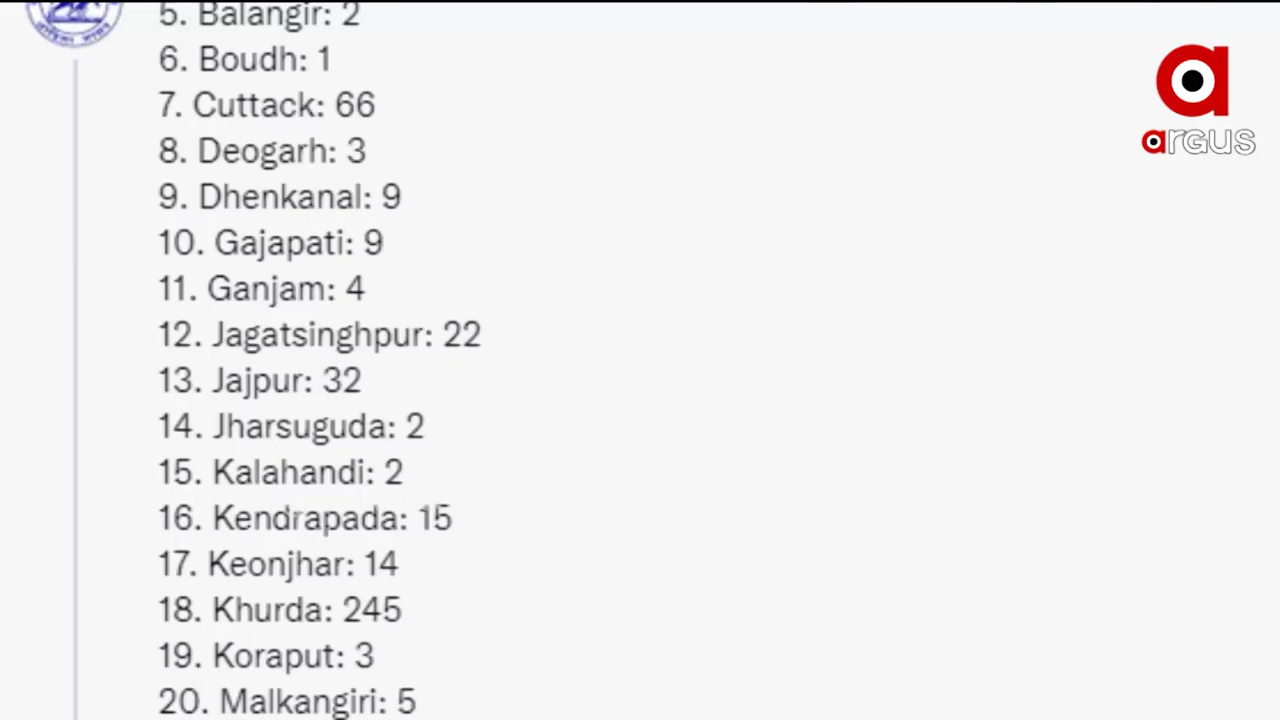 5. Balangir: 2
6. Boudh: 1
7. Cuttack: 66
8. Deogarh: 3
9. Dhenkanal: 9
10. Gajapati: 9
11. Ganjam: 4
12. Jagatsinghpur: 22
13. Jajpur: 32
14. Jharsuguda: 2
15. Kalahandi: 2
16. Kendrapada: 15
17. Keonjhar: 14
18. Khurda: 245
19. Koraput: 3
20. Malkangiri: 5
a
argus